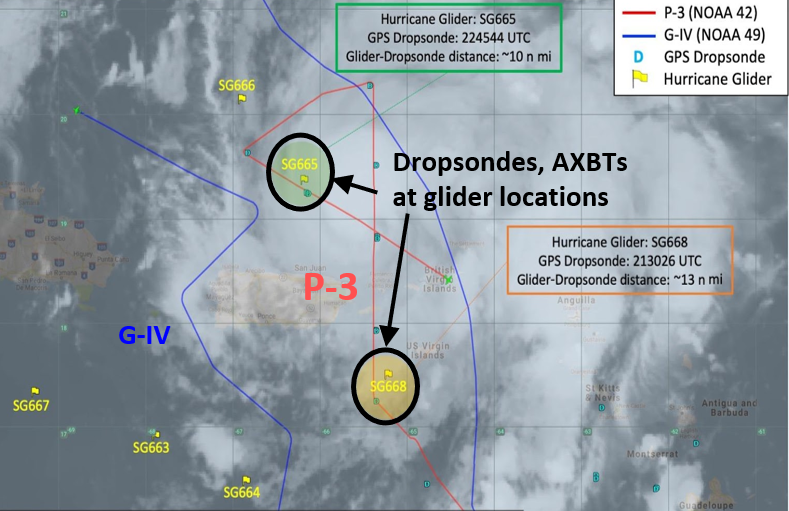 Hurricane Glider: SG665
GPS Dropsonde: 224544 UTC
Glider-Dropsonde distance: ~10 n mi
P-3 (NOAA 42)
G-IV (NOAA 49)
D GPS Dropsonde
Hurricane Glider
SG666
SG665
Dropsondes, AXBTs
at glider locations
Hurricane Glider: SG668
GPS Dropsonde: 213026 UTC
Glider-Dropsonde distance: ~13 n mi
San Juan
British
Virgin
Islands
P-3
Ponce
Anguilla
G-IV
US Virgin
Islands
SG668
St Kitts
& Nevis
Antigua and
Barbuda
SG667
SG663
Montserrat
SG664
Guadeloupe